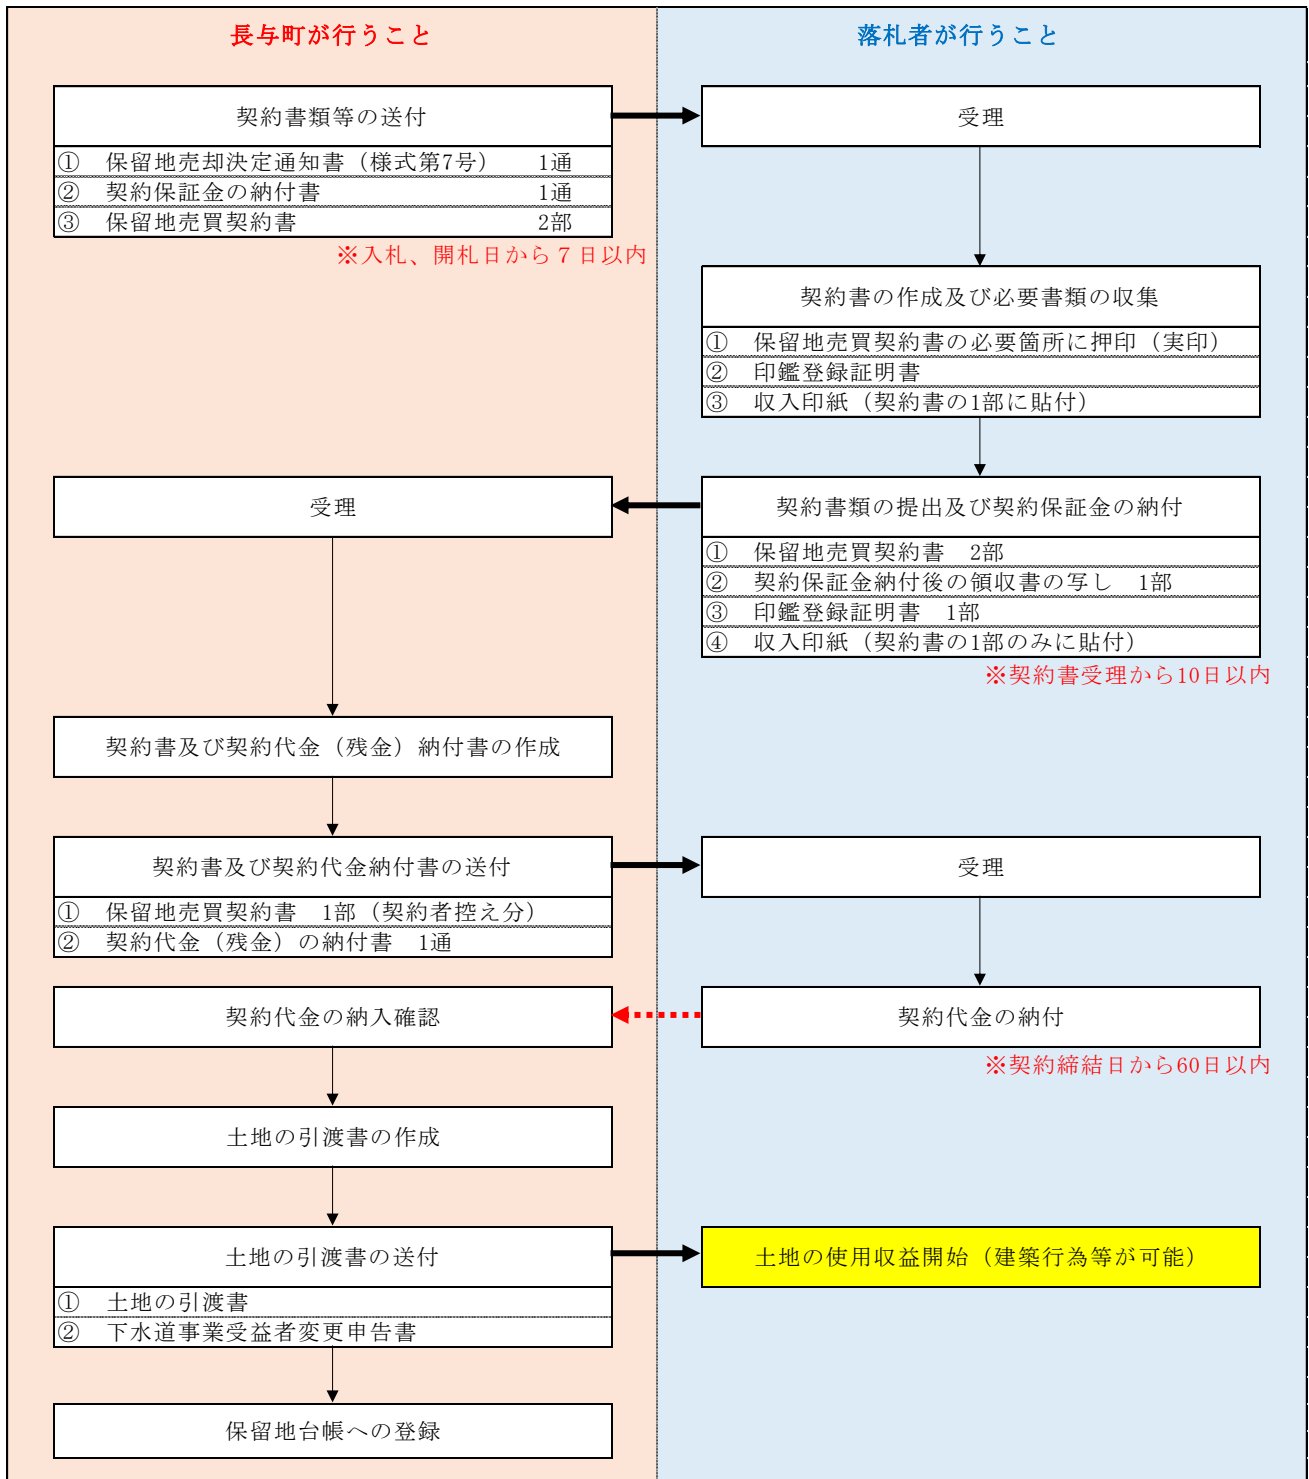 長与町が行うこと
落札者が行うこと
契約書類等の送付
① 保留地売却決定通知書（様式第7号） 1通
② 契約保証金の納付書 1通
③ 保留地売買契約書 2部
※入札、開札日から７日以内
受理
契約書の作成及び必要書類の収集
① 保留地売買契約書の必要箇所に押印（実印）
② 印鑑登録証明書
③ 収入印紙（契約書の1部に貼付）
契約書類の提出及び契約保証金の納付
① 保留地売買契約書 2部
② 契約保証金納付後の領収書の写し 1部
③ 印鑑登録証明書 1部
④ 収入印紙（契約書の1部のみに貼付）
※契約書受理から10日以内
受理
契約書及び契約代金（残金）納付書の作成
契約書及び契約代金納付書の送付
① 保留地売買契約書 1部（契約者控え分）
② 契約代金（残金）の納付書 1通
受理
契約代金の納付
※契約締結日から60日以内
契約代金の納入確認
土地の引渡書の作成
土地の引渡書の送付
① 土地の引渡書
② 下水道事業受益者変更申告書
土地の使用収益開始（建築行為等が可能）
保留地台帳への登録